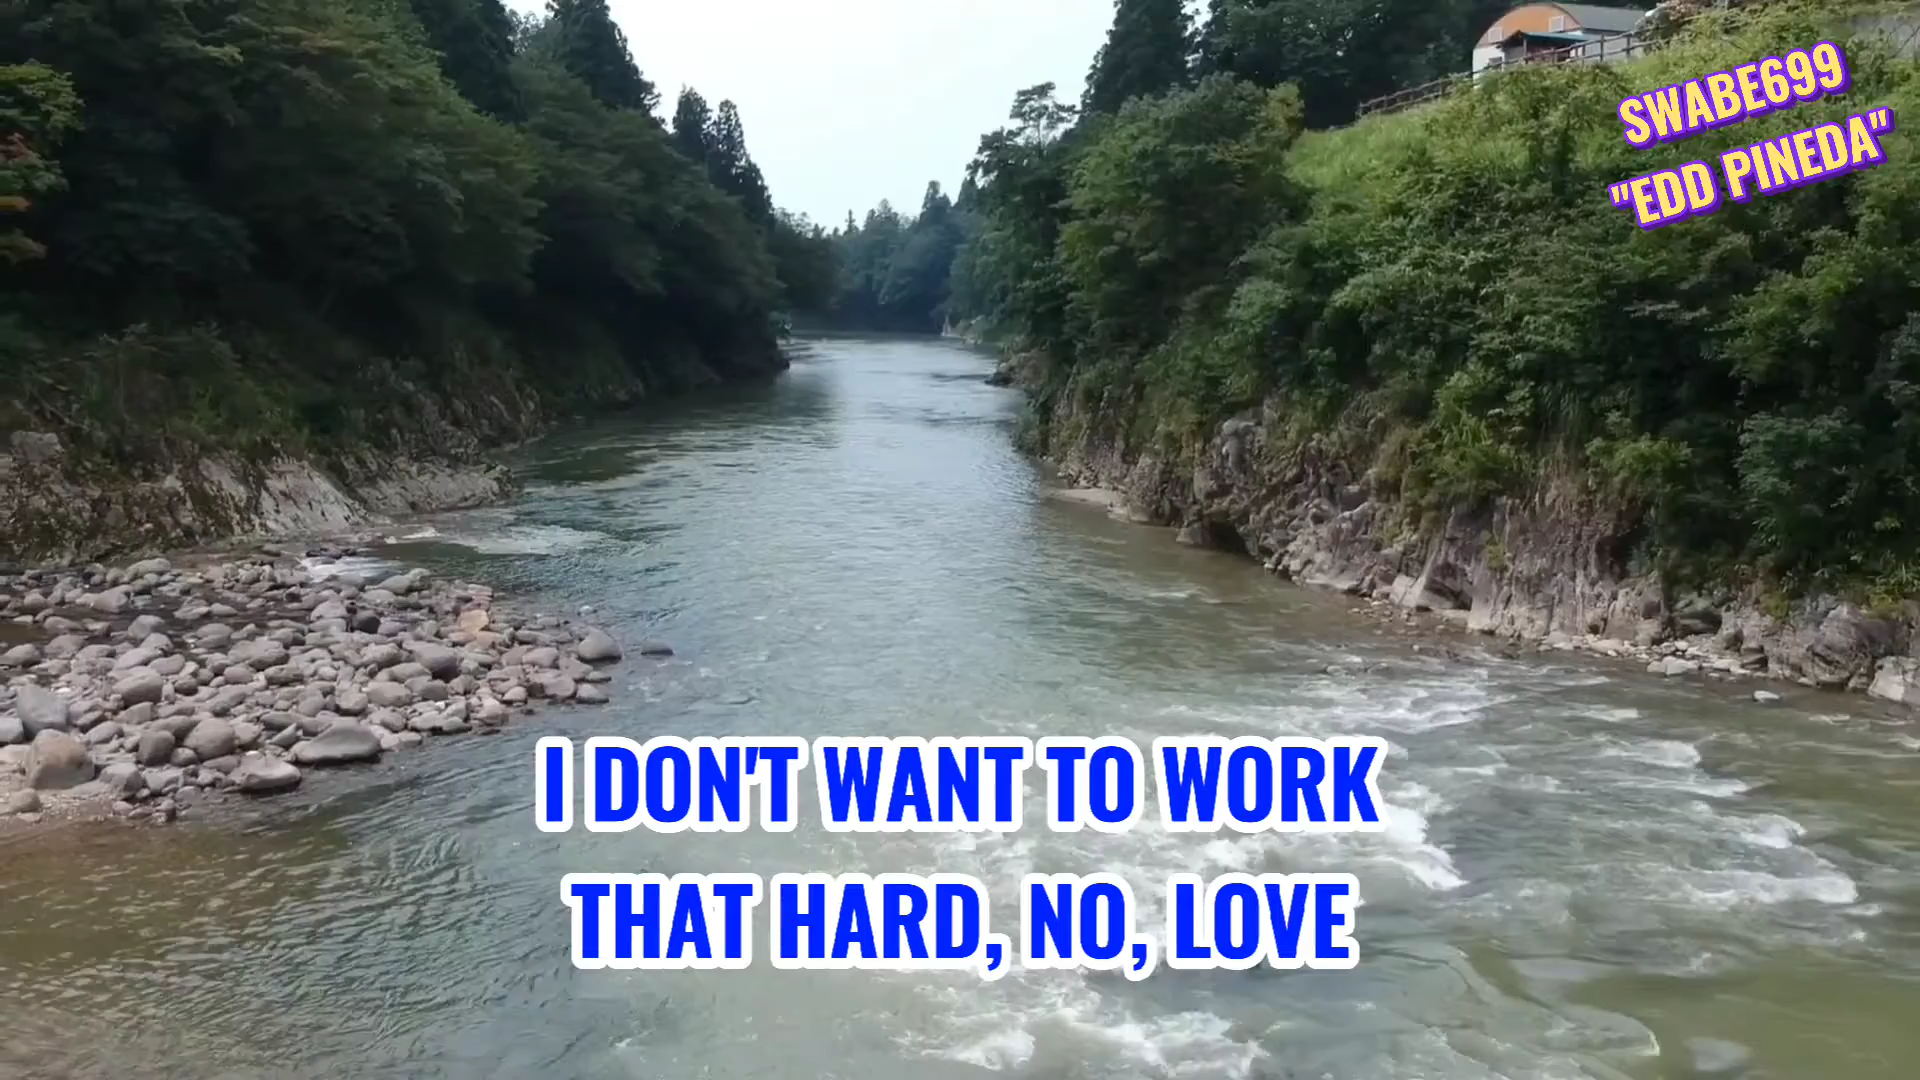 SWABE699
"EDD PINEDA"
I DON'T WANT TO WORK
THAT HARD, NO, LOVE